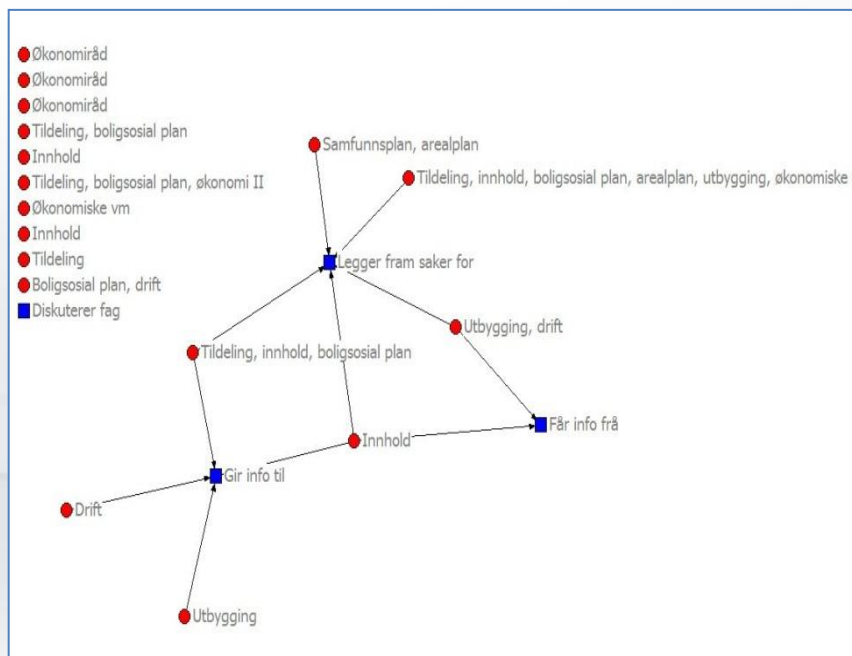 Økonomiråd
Økonomiråd
Økonomiråd
Tildeling, boligsosial plan
Innhold
Tildeling, boligsosial plan, økonomi II
Økonomiske vm
Innhold
Tildeling
Boligsosial plan, drift
Diskuterer fag
Samfunnsplan, arealplan
Tildeling, innhold, boligsosial plan, arealplan, utbygging, økonomiske
Legger fram saker for
Utbygging, drift
Tildeling, innhold, boligsosial plan
Får info frå
Innhold
Gir info til
Drift
Utbygging